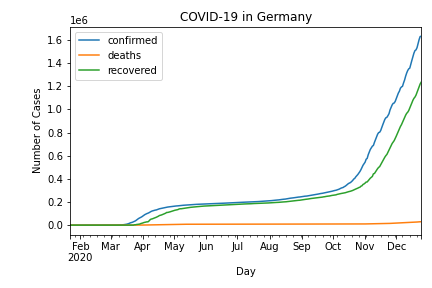 COVID-19 in Germany
1e6
confirmed
deaths
recovered
Number of Cases
1.6
1.4
1.2
1.0
0.8
0.6
0.4
0.2
0.0
Feb Mar Apr May Jun Jul Aug Sep Oct Nov Dec
2020
Day